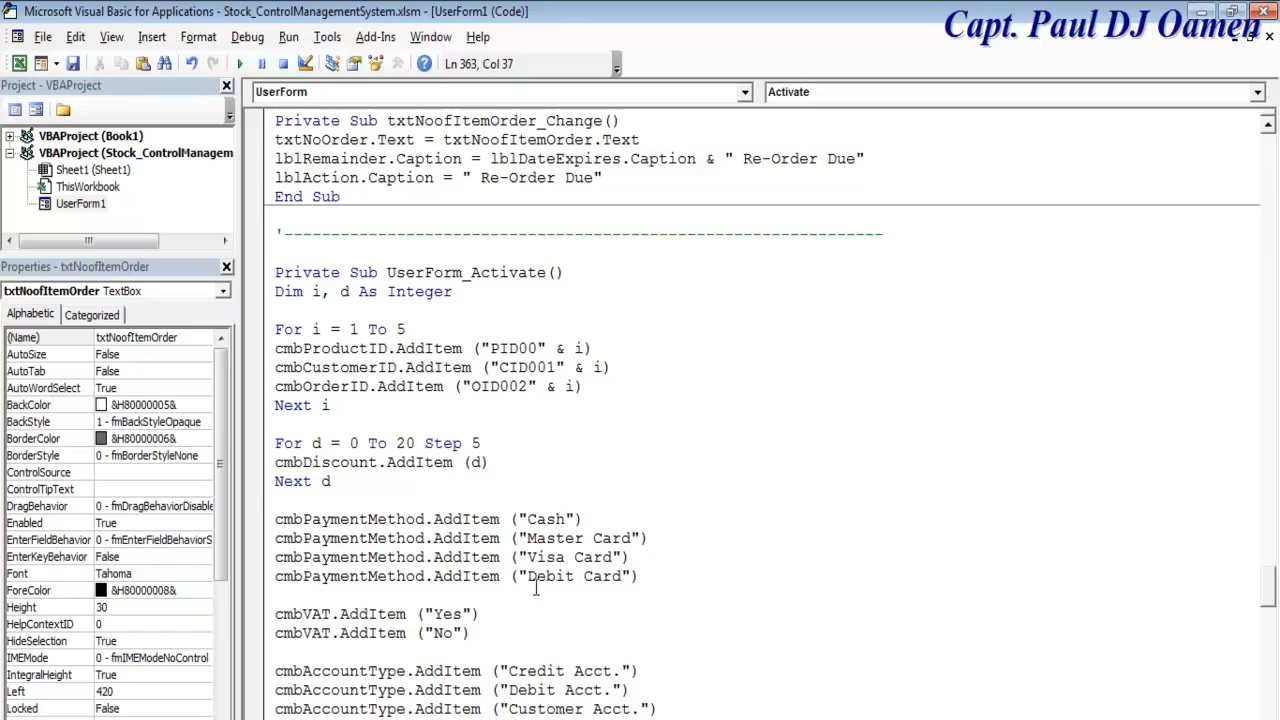 Microsoft Visual Basic for Applications - Stock_ControlManagementSystem.xlsm - [UserForm1 (Code)]
Capt. Paul DJ Oamen
File Edit View Insert Format Debug Run Tools Add-Ins Window Help
Ln 363, Col 37
Project - VBAProject
UserForm
Activate
VBAProject (Book1)
VBAProject (Stock_ControlManagem
Sheet1 (Sheet1)
ThisWorkbook
UserForm1
Properties - txtNoofItemOrder
txtNoofItemOrder TextBox
Alphabetic Categorized
(Name) txtNoofItemOrder
AutoSize False
AutoTab False
AutoWordSelect True
BackColor &H80000005&
BackStyle 1 - fmBackStyleOpaque
BorderColor &H80000006&
BorderStyle 0 - fmBorderStyleNone
ControlSource
ControlTipText
DragBehavior 0 - fmDragBehaviorDisable
Enabled True
EnterFieldBehavior 0 - fmEnterFieldBehaviorS
EnterKeyBehavior False
Font Tahoma
ForeColor &H80000008&
Height 30
HelpContextID 0
HideSelection True
IMEMode 0 - fmIMEModeNoControl
IntegralHeight True
Left 420
Locked False
Private Sub txtNoofItemOrder_Change()
txtNoOrder.Text = txtNoofItemOrder.Text
lblRemainder.Caption = lblDateExpires.Caption & " Re-Order Due"
lblAction.Caption = " Re-Order Due"
End Sub
'----------------------------------------------------------------
Private Sub UserForm_Activate()
Dim i, d As Integer
For i = 1 To 5
cmbProductID.AddItem ("PID00" & i)
cmbCustomerID.AddItem ("CID001" & i)
cmbOrderID.AddItem ("OID002" & i)
Next i
For d = 0 To 20 Step 5
cmbDiscount.AddItem (d)
Next d
cmbPaymentMethod.AddItem ("Cash")
cmbPaymentMethod.AddItem ("Master Card")
cmbPaymentMethod.AddItem ("Visa Card")
cmbPaymentMethod.AddItem ("Debit Card")
cmbVAT.AddItem ("Yes")
cmbVAT.AddItem ("No")
cmbAccountType.AddItem ("Credit Acct.")
cmbAccountType.AddItem ("Debit Acct.")
cmbAccountType.AddItem ("Customer Acct.")